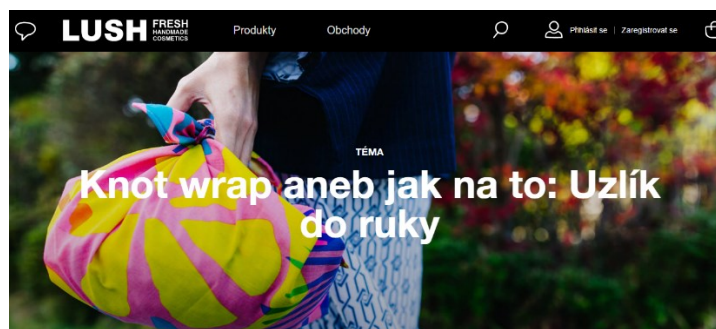 LUSH FRESH HANDMADE COSMETICS
Produkty
Obchody
Přihlásit se | Zaregistrovat se
TÉMA
Knot wrap aneb jak na to: Uzlík
do ruky